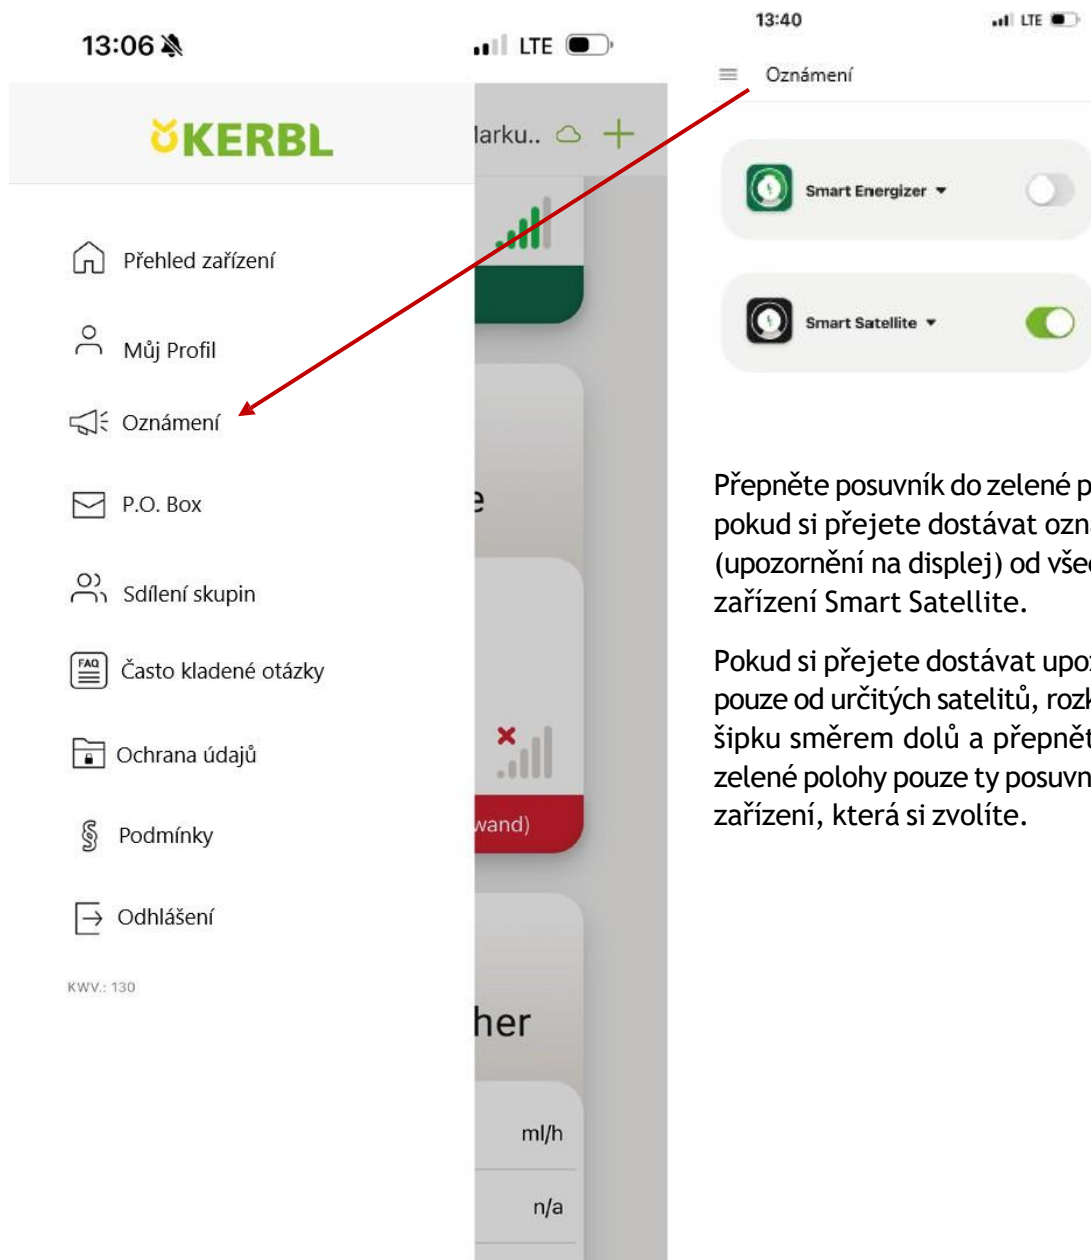 13:06
LTE
KERBL
larku..
Přehled zařízení
Můj Profil
Oznámení
P.O. Box
Sdílení skupin
FAQ
Často kladené otázky
Ochrana údajů
§ Podmínky
Odhlášení
KWV.: 130
e
wand)
her
ml/h
n/a
13:40
LTE
Oznámení
Smart Energizer
Smart Satellite
Přepněte posuvník do zelené p
pokud si přejete dostávat ozn
(upozornění na displej) od vše
zařízení Smart Satellite.
Pokud si přejete dostávat upo
pouze od určitých satelitů, roz
šipku směrem dolů a přepnět
zelené polohy pouze ty posuvn
zařízení, která si zvolíte.